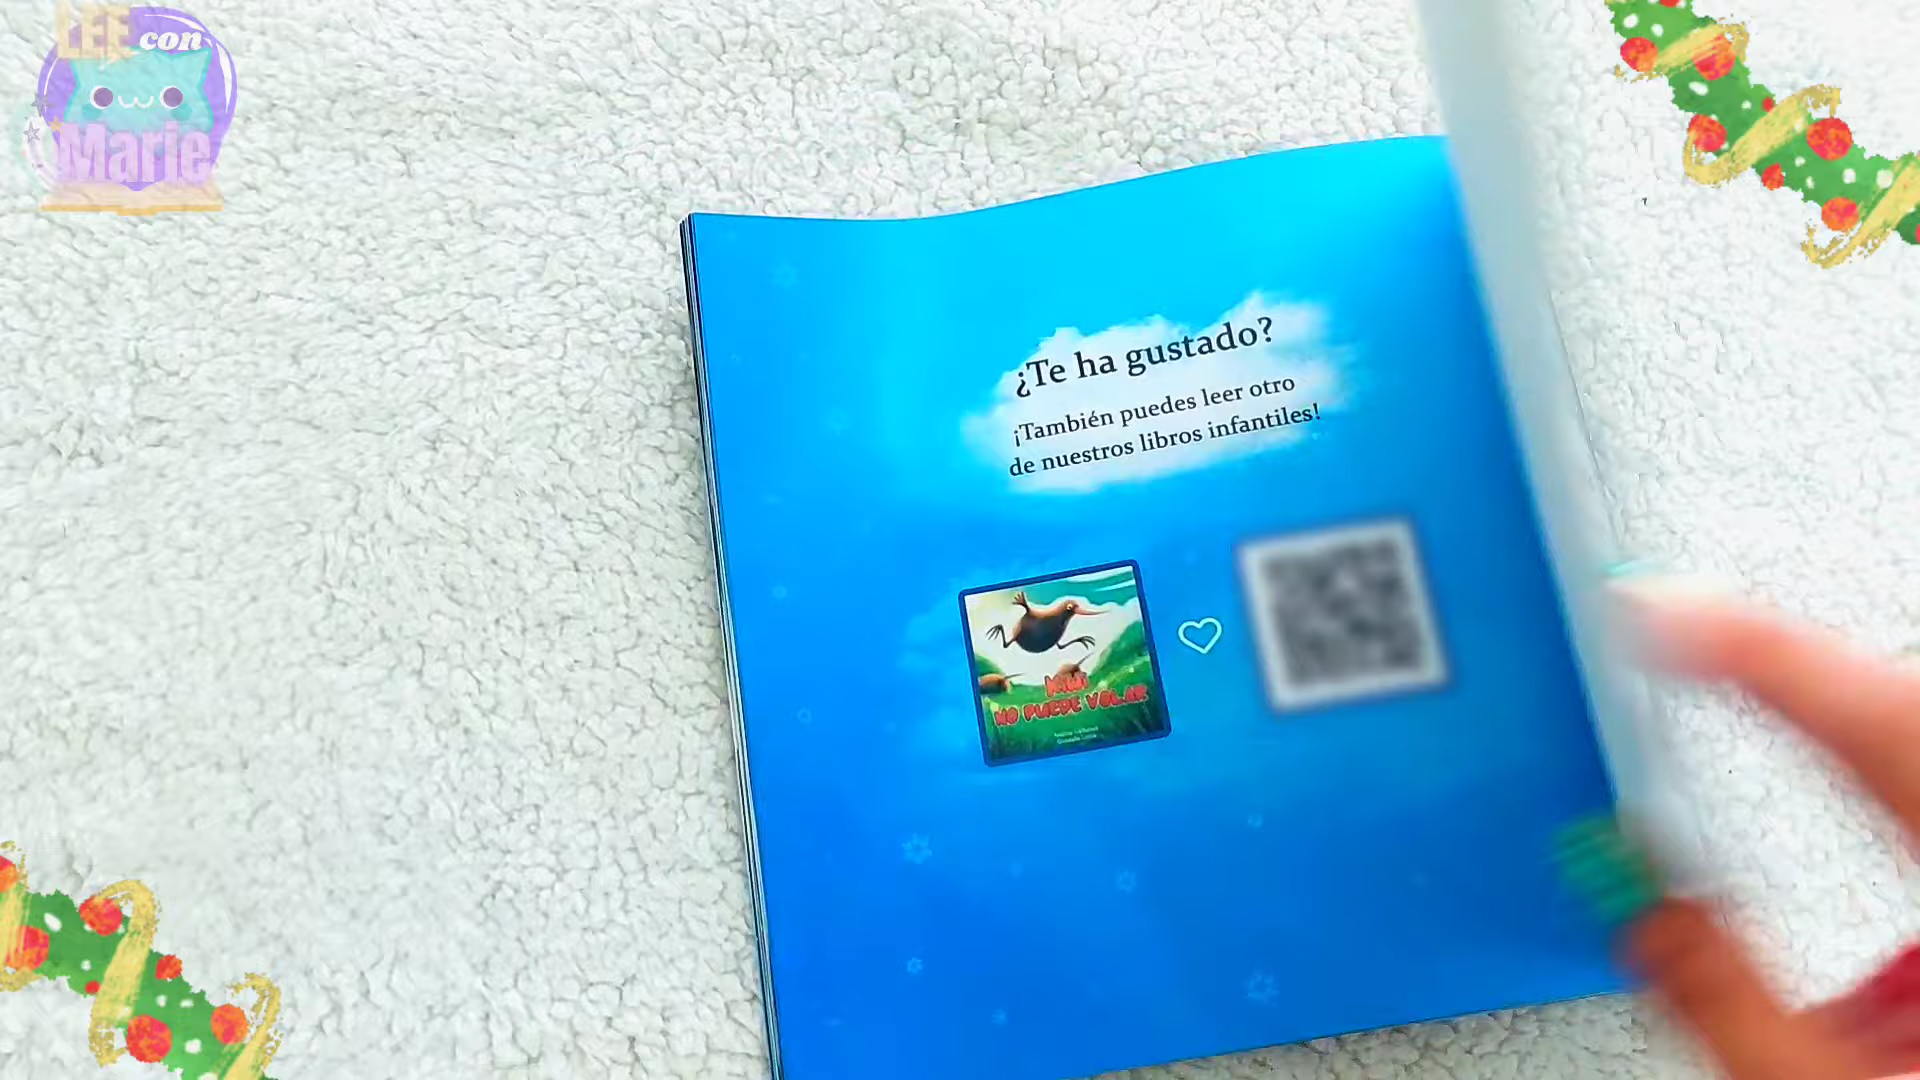 LEE con
Marie
¿Te ha gustado?
¡También puedes leer otro
de nuestros libros infantiles!
KIWI
NO PUEDE VOLAR